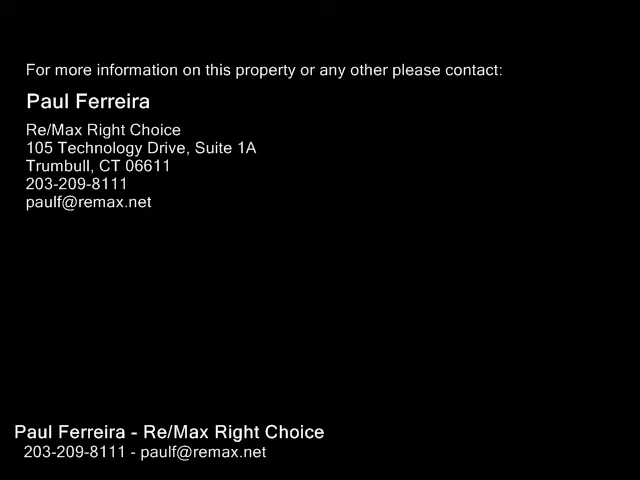 For more information on this property or any other please contact:
Paul Ferreira
Re/Max Right Choice
105 Technology Drive, Suite 1A
Trumbull, CT 06611
203-209-8111
paulf@remax.net
Paul Ferreira - Re/Max Right Choice
203-209-8111 - paulf@remax.net